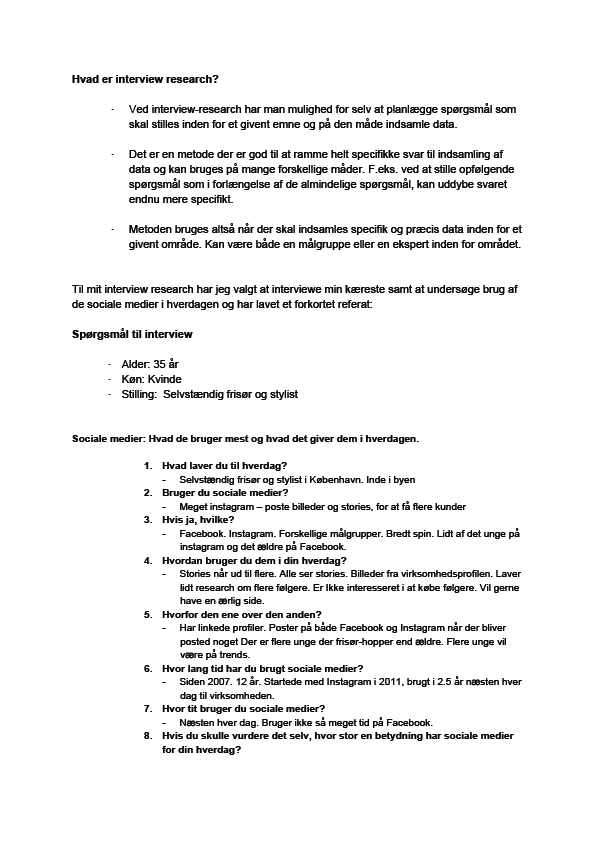 Hvad er interview research?
- Ved interview-research har man mulighed for selv at planlægge spørgsmål som
skal stilles inden for et givent emne og på den måde indsamle data.
- Det er en metode der er god til at ramme helt specifikke svar til indsamling af
data og kan bruges på mange forskellige måder. F.eks. ved at stille opfølgende
spørgsmål som i forlængelse af de almindelige spørgsmål, kan uddybe svaret
endnu mere specifikt.
- Metoden bruges altså når der skal indsamles specifik og præcis data inden for et
givent område. Kan være både en målgruppe eller en ekspert inden for området.
Til mit interview research har jeg valgt at interviewe min kæreste samt at undersøge brug af
de sociale medier i hverdagen og har lavet et forkortet referat:
Spørgsmål til interview
- Alder: 35 år
- Køn: Kvinde
- Stilling: Selvstændig frisør og stylist
Sociale medier: Hvad de bruger mest og hvad det giver dem i hverdagen.
1. Hvad laver du til hverdag?
- Selvstændig frisør og stylist i København. Inde i byen
2. Bruger du sociale medier?
- Meget instagram – poste billeder og stories, for at få flere kunder
3. Hvis ja, hvilke?
- Facebook. Instagram. Forskellige målgrupper. Bredt spin. Lidt af det unge på
instagram og det ældre på Facebook.
4. Hvordan bruger du dem i din hverdag?
- Stories når ud til flere. Alle ser stories. Billeder fra virksomhedsprofilen. Laver
lidt research om flere følgere. Er Ikke interesseret i at købe følgere. Vil gerne
have en ærlig side.
5. Hvorfor den ene over den anden?
- Har linkede profiler. Poster på både Facebook og Instagram når der bliver
posted noget Der er flere unge der frisør-hopper end ældre. Flere unge vil
være på trends.
6. Hvor lang tid har du brugt sociale medier?
- Siden 2007. 12 år. Startede med Instagram i 2011, brugt i 2.5 år næsten hver
dag til virksomheden.
7. Hvor tit bruger du sociale medier?
- Næsten hver dag. Bruger ikke så meget tid på Facebook.
8. Hvis du skulle vurdere det selv, hvor stor en betydning har sociale medier
for din hverdag?